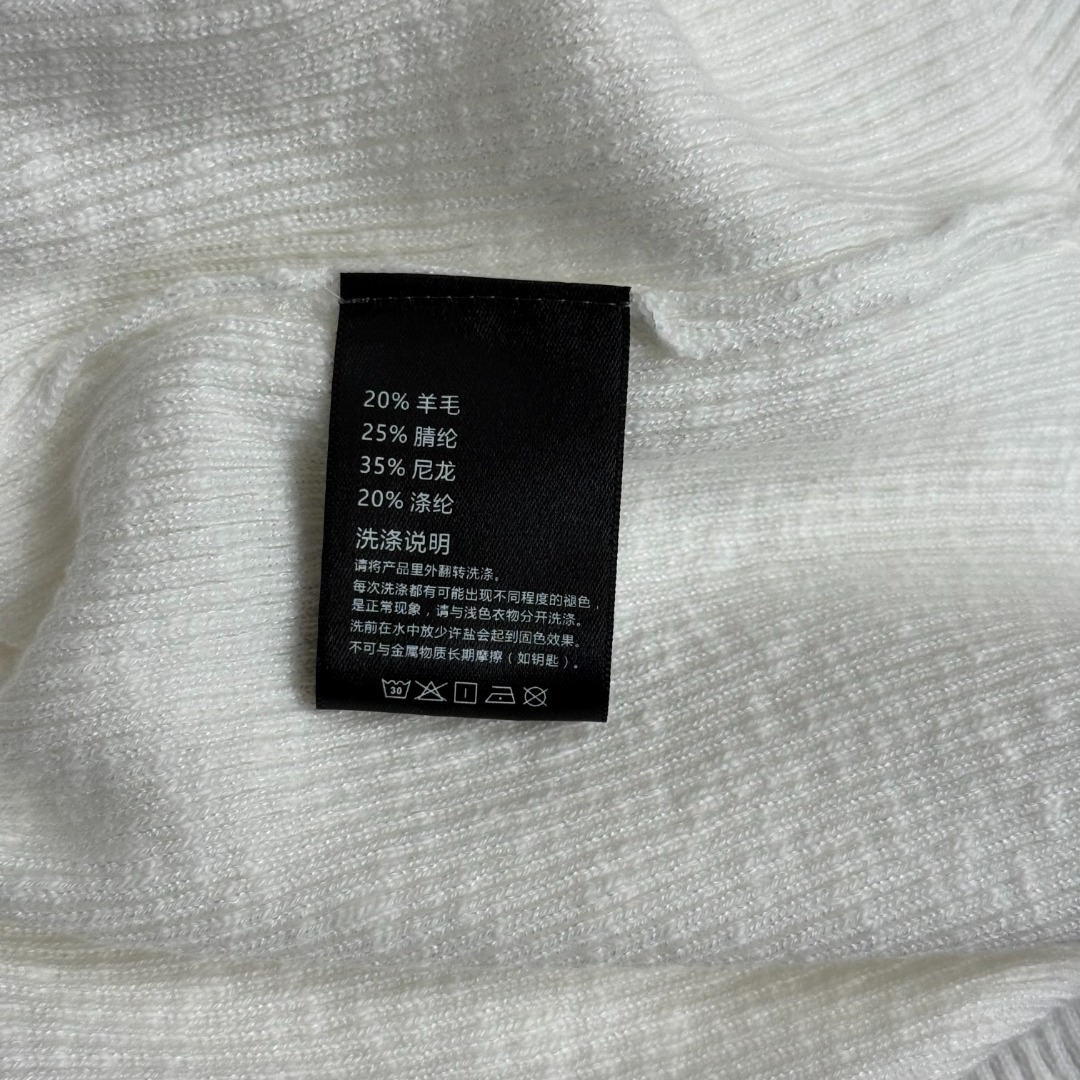 20% 羊毛
25% 腈纶
35% 尼龙
20% 涤纶
洗涤说明
请将产品里外翻转洗涤。
每次洗涤都有可能出现不同程度的褪色，
是正常现象，请与浅色衣物分开洗涤。
洗前在水中放少许盐会起到固色效果。
不可与金属物质长期摩擦（如钥匙）。
30